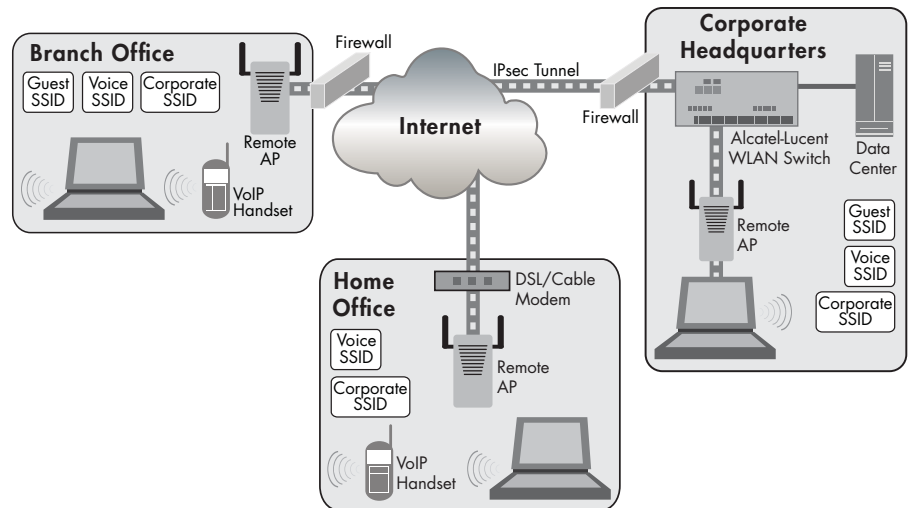 Branch Office
Guest
SSID
Voice
SSID
Corporate
SSID
Remote
AP
VoIP
Handset
Firewall
Internet
IPsec Tunnel
Firewall
Corporate
Headquarters
Alcatel-Lucent
WLAN Switch
Data
Center
Remote
AP
Guest
SSID
Voice
SSID
Corporate
SSID
Home
Office
DSL/Cable
Modem
Voice
SSID
Corporate
SSID
Remote
AP
VoIP
Handset